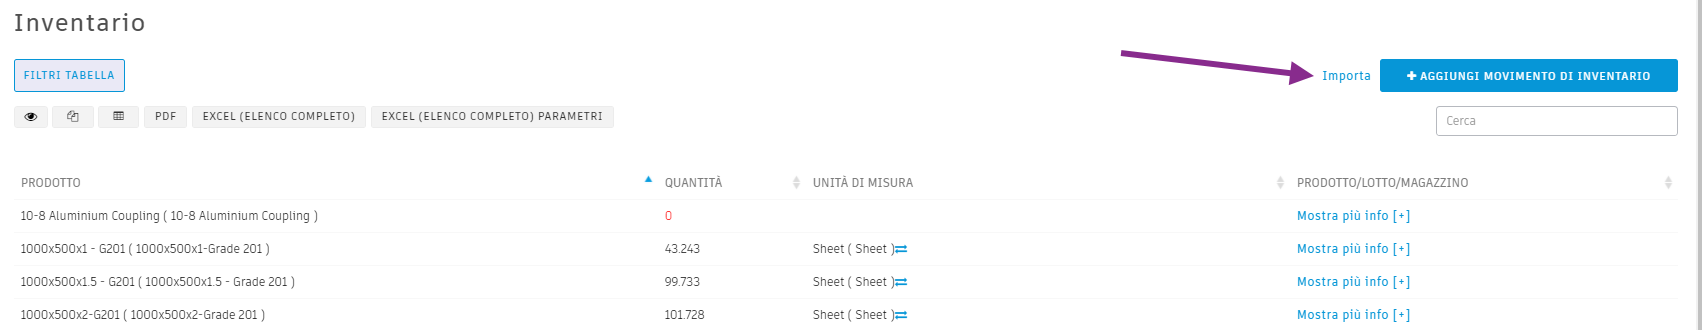 Inventario
FILTRI TABELLA
Importa
AGGIUNGI MOVIMENTO DI INVENTARIO
PDF EXCEL (ELENCO COMPLETO) EXCEL (ELENCO COMPLETO) PARAMETRI
Cerca
PRODOTTO QUANTITÀ UNITÀ DI MISURA PRODOTTO/LOTTO/MAGAZZINO
10-8 Aluminium Coupling ( 10-8 Aluminium Coupling ) 0 Mostra più info [+]
1000x500x1 - G201 ( 1000x500x1-Grade 201 ) 43.243 Sheet ( Sheet ) Mostra più info [+]
1000x500x1.5 - G201 ( 1000x500x1.5 - Grade 201 ) 99.733 Sheet ( Sheet ) Mostra più info [+]
1000x500x2-G201 ( 1000x500x2-Grade 201 ) 101.728 Sheet ( Sheet ) Mostra più info [+]